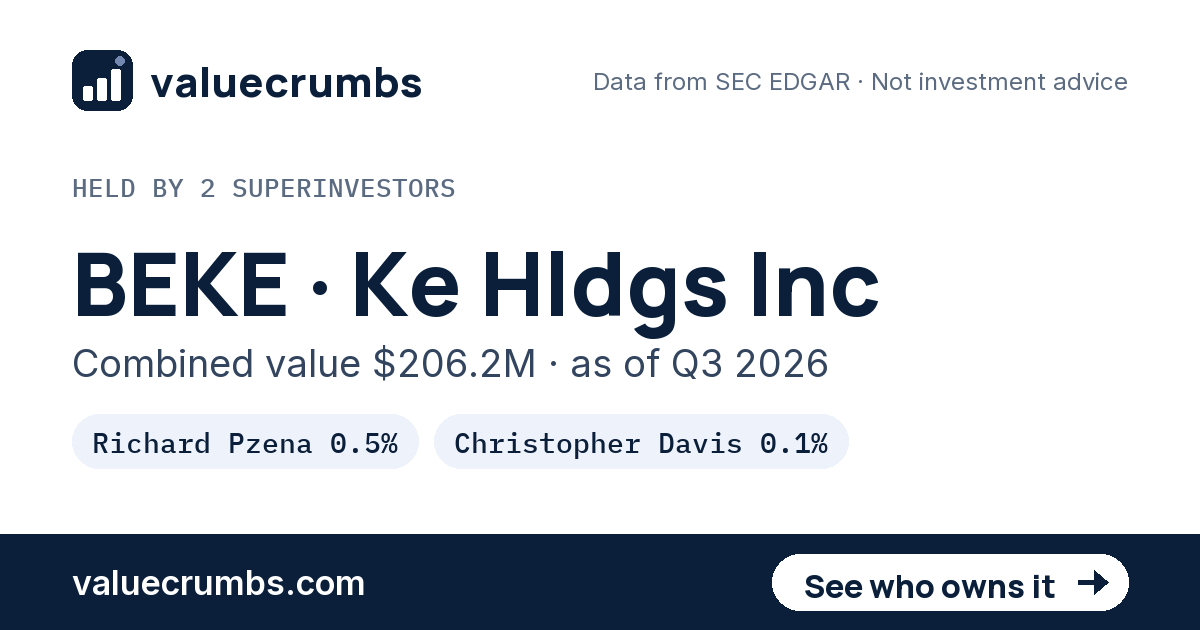 valuecrumbs
Data from SEC EDGAR · Not investment advice
HELD BY 2 SUPERINVESTORS
BEKE · Ke Hldgs Inc
Combined value $206.2M · as of Q3 2026
Richard Pzena 0.5%
Christopher Davis 0.1%
valuecrumbs.com
See who owns it →